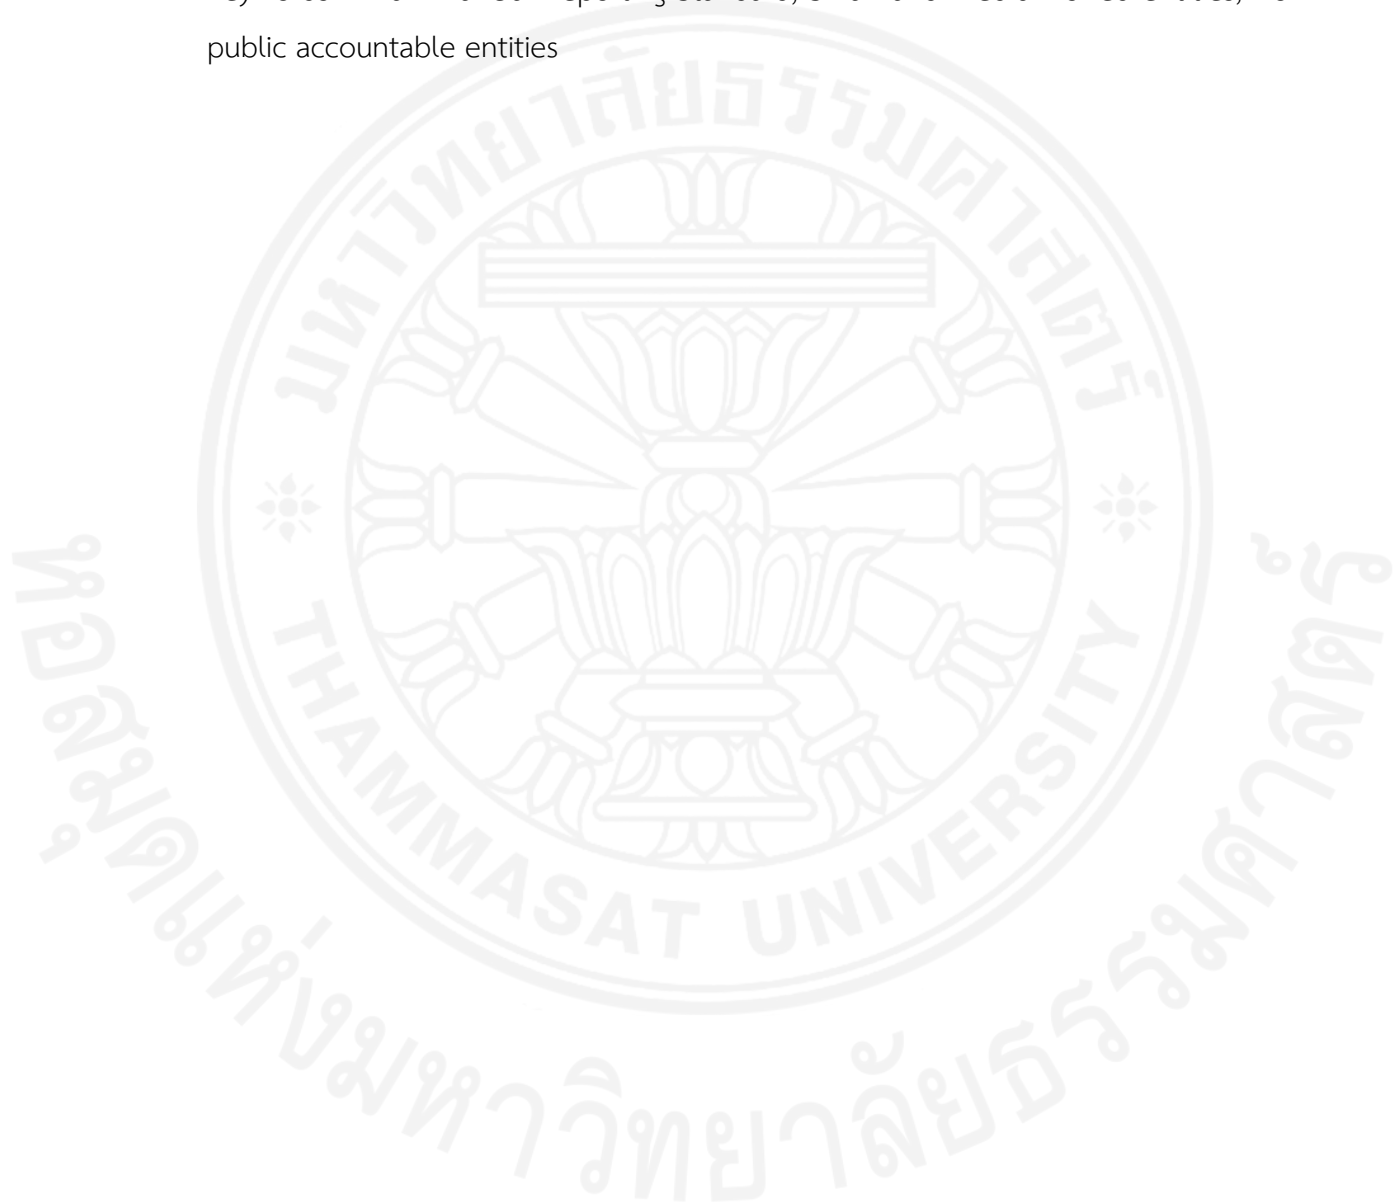 public accountable entities
มหาวิทยาลัยธรรมศาสตร์
THAMMASAT UNIVERSITY
หอสมุดแห่งมหาวิทยาลัยธรรมศาสตร์